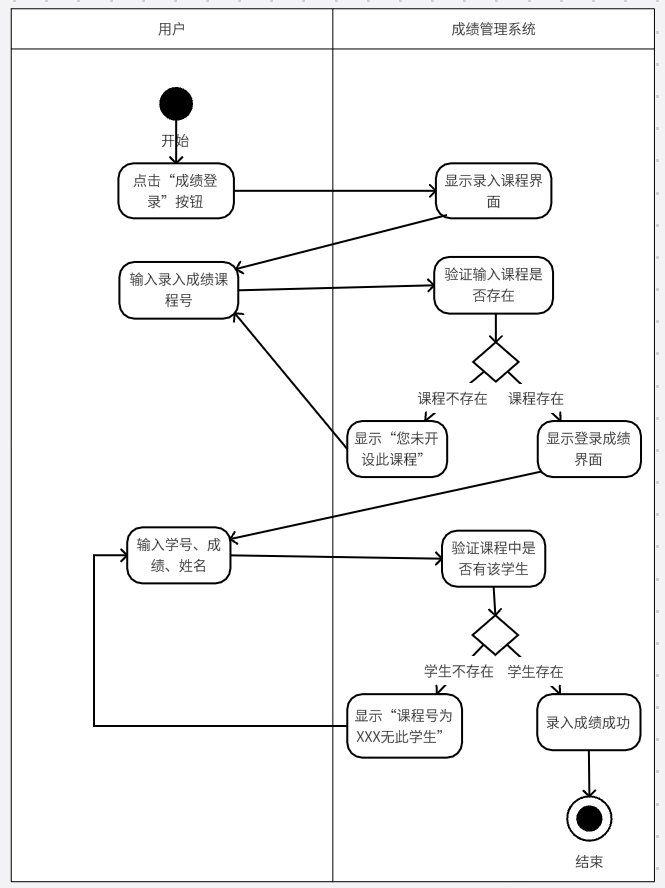 用户
成绩管理系统
开始
点击“成绩登
录”按钮
显示录入课程界
面
输入录入成绩课
程号
验证输入课程是
否存在
课程不存在
课程存在
显示“您未开
设此课程”
显示登录成绩
界面
输入学号、成
绩、姓名
验证课程中是
否有该学生
学生不存在
学生存在
显示“课程号为
XXX无此学生”
录入成绩成功
结束